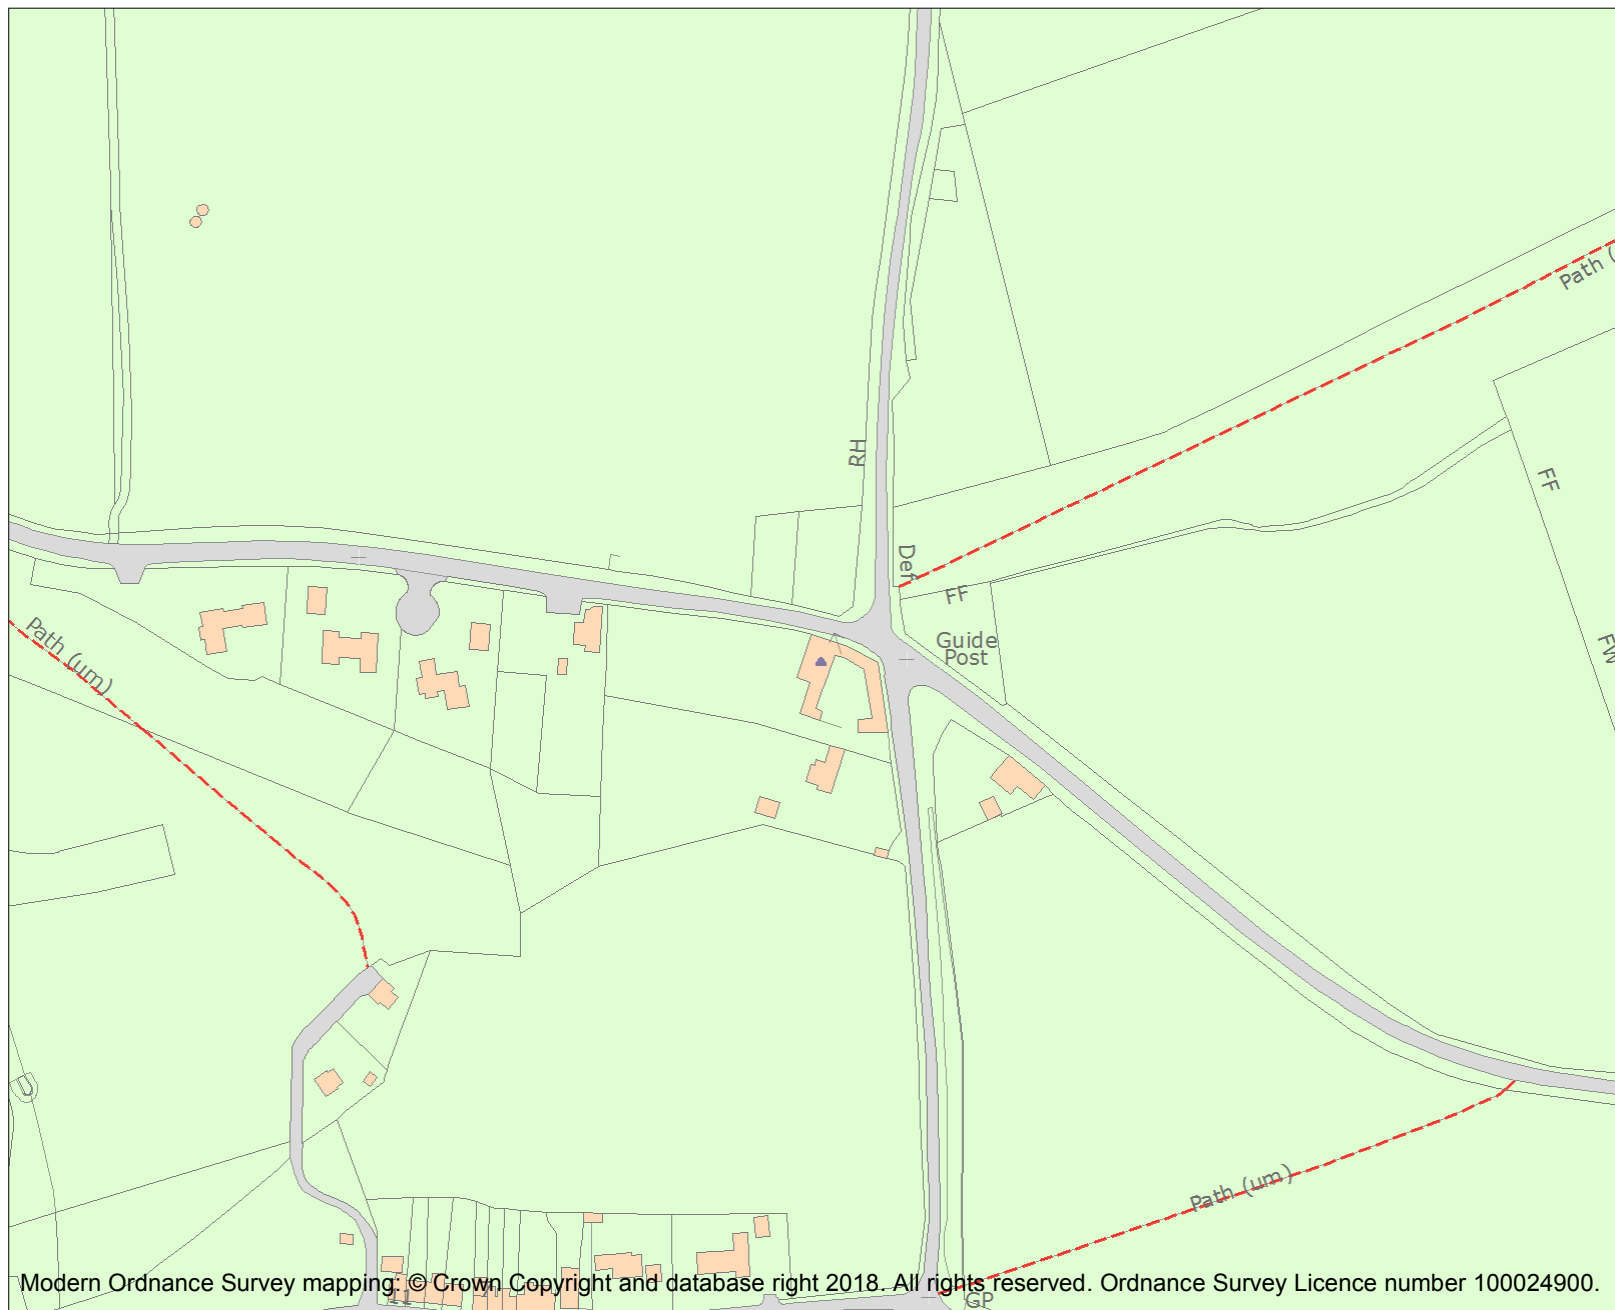 Path (
RH
FF
Def
FF
Guide
Post
FW
Path (um)
Path (um)
Modern Ordnance Survey mapping: © Crown Copyright and database right 2018. All rights reserved. Ordnance Survey Licence number 100024900.
11
GP